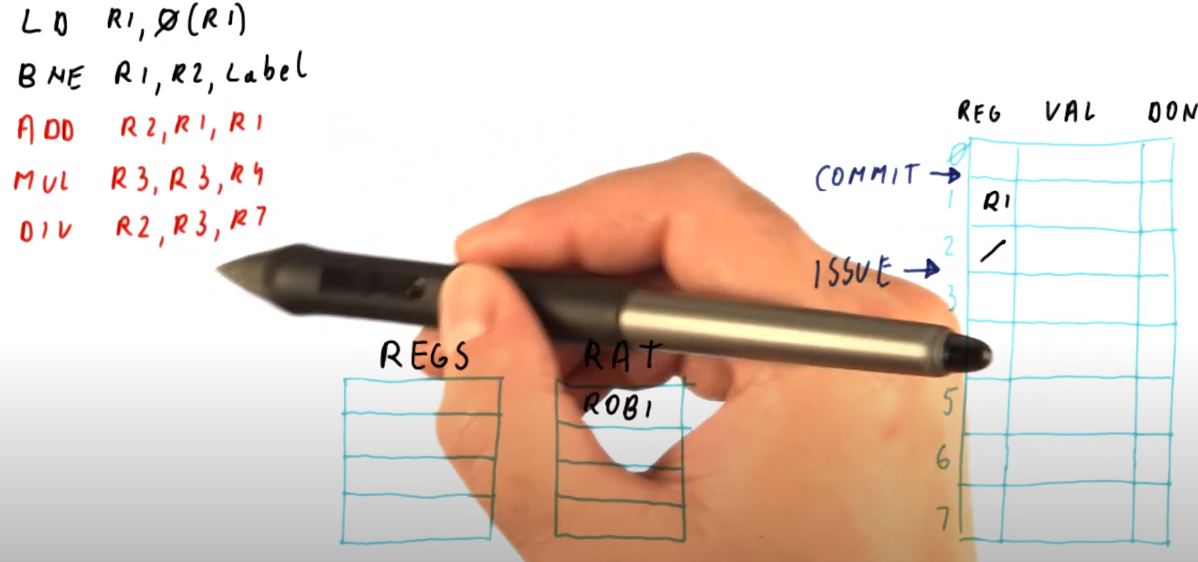 LD R1, Ø(R1)
BNE R1, R2, Label
ADD R2, R1, R1
MUL R3, R3, R4
DIV R2, R3, R7
REG VAL DON
0
COMMIT →
1 R1
2 /
ISSUE →
3
REGS RAT
ROB1
5
6
7